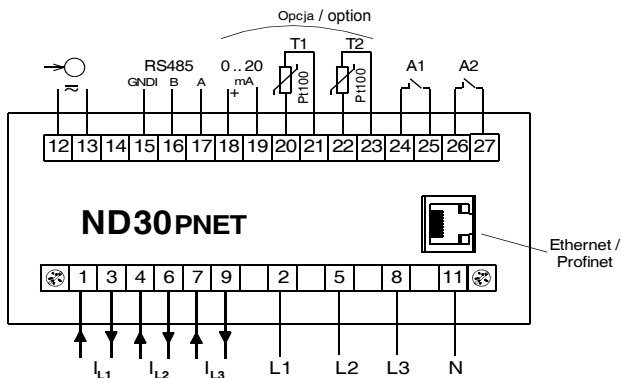 Opcja / option
T1 T2
RS485 0..20 A1 A2
GNDI B A mA
+ Pt100 Pt100
12 13 14 15 16 17 18 19 20 21 22 23 24 25 26 27
ND30PNET
Ethernet /
Profinet
1 3 4 6 7 9 2 5 8 11
IL1 IL2 IL3 L1 L2 L3 N